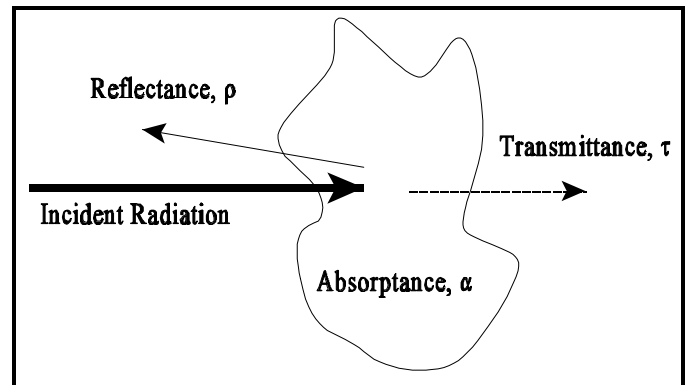 Reflectance, ρ
Transmittance, τ
Incident Radiation
Absorptance, α